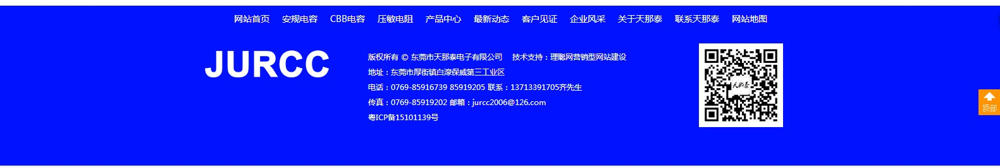 网站首页 安规电容 CBB电容 压敏电阻 产品中心 最新动态 客户见证 企业风采 关于天那泰 联系天那泰 网站地图
JURCC
版权所有 © 东莞市天那泰电子有限公司 技术支持：理聪网营销型网站建设
地址：东莞市厚街镇白濠保威第三工业区
电话：0769-85916739 85919205 联系：13713391705齐先生
传真：0769-85919202 邮箱：jurcc2006@126.com
粤ICP备15101139号
天那泰
顶部